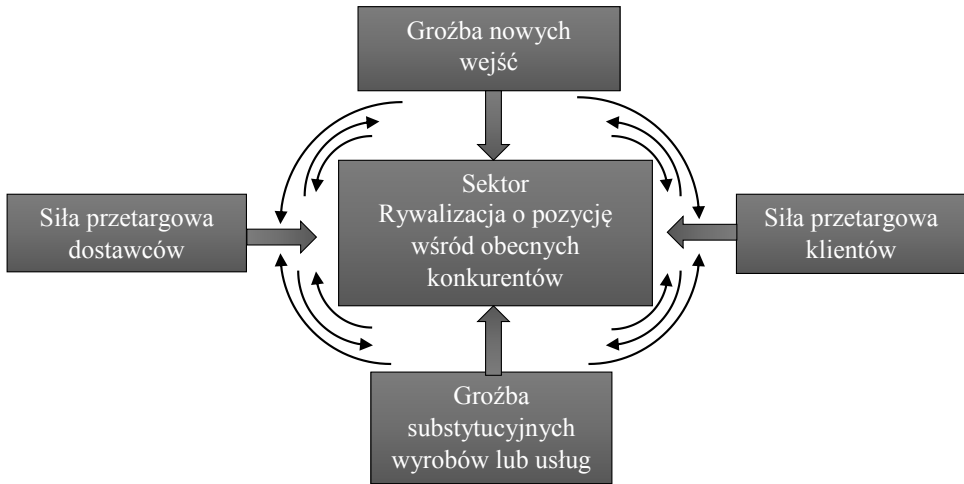 Groźba nowych
wejść
Siła przetargowa
dostawców
Sektor
Rywalizacja o pozycję
wśród obecnych
konkurentów
Siła przetargowa
klientów
Groźba
substytucyjnych
wyrobów lub usług